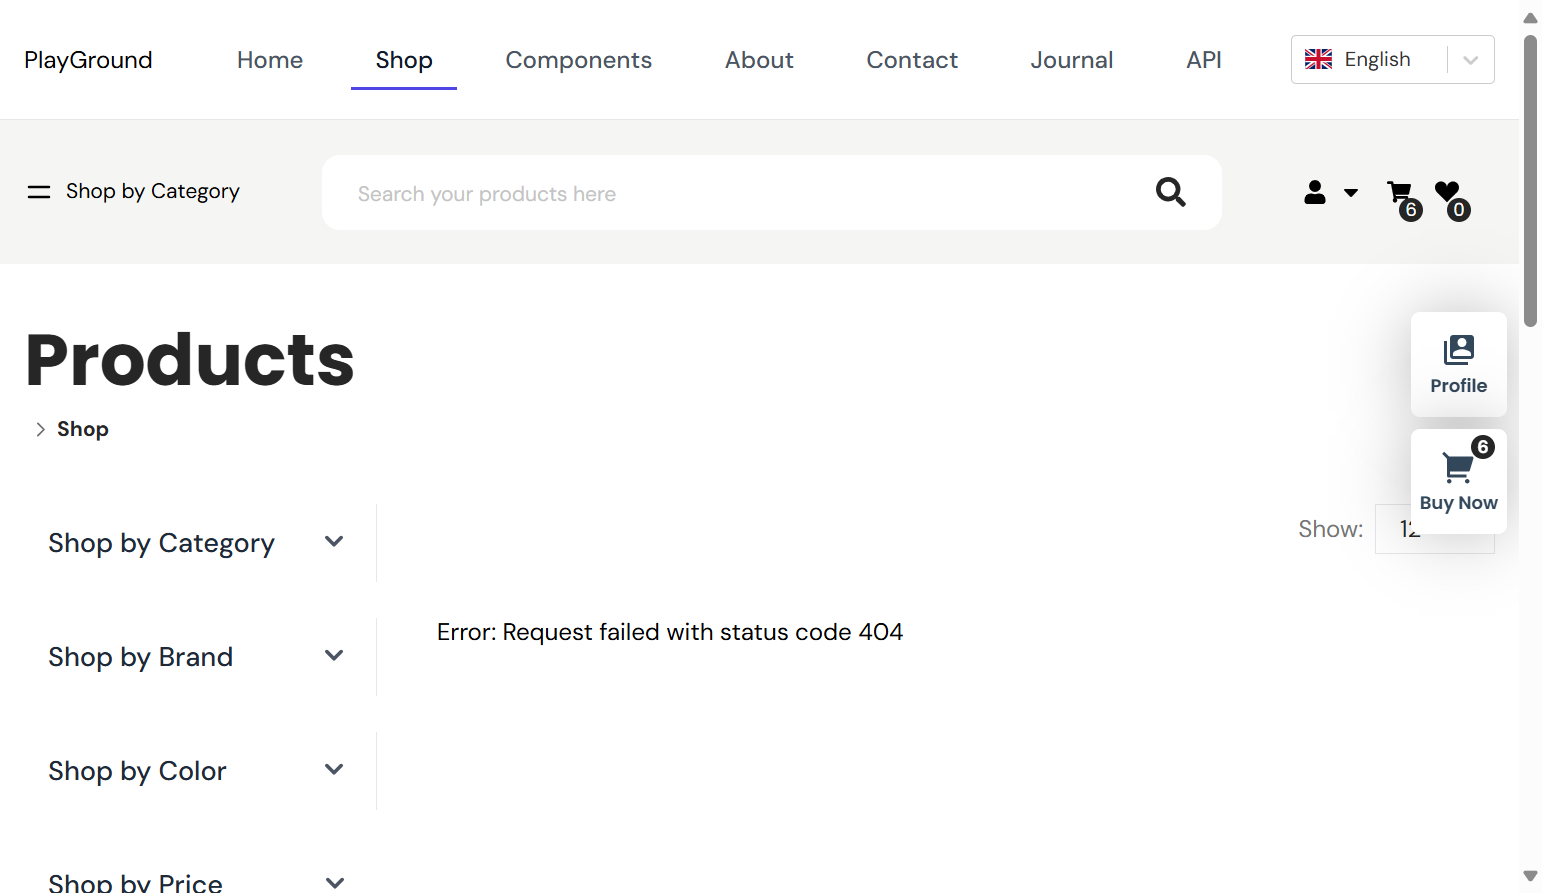 PlayGround
Home
Shop
Components
About
Contact
Journal
API
English
Shop by Category
Search your products here
6
0
Products
Shop
Profile
6
Buy Now
Shop by Category
Show:
12
Error: Request failed with status code 404
Shop by Brand
Shop by Color
Shop by Price